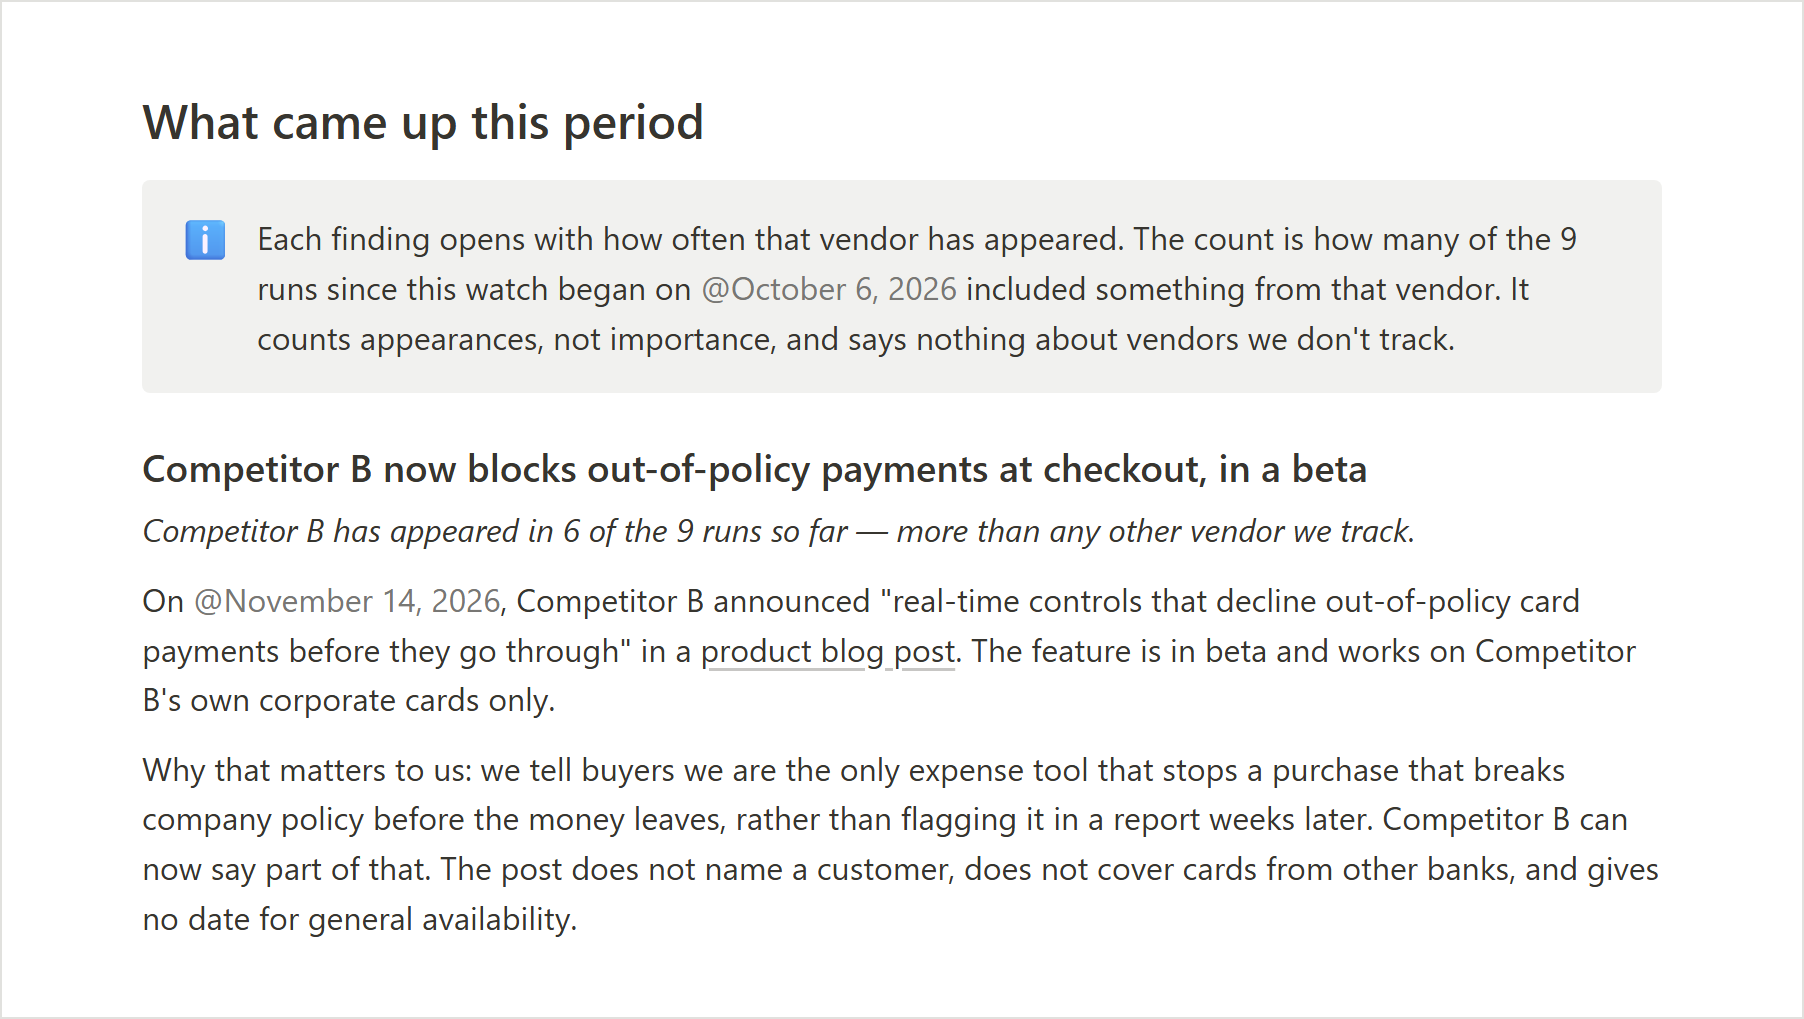 What came up this period
Each finding opens with how often that vendor has appeared. The count is how many of the 9
runs since this watch began on @October 6, 2026 included something from that vendor. It
counts appearances, not importance, and says nothing about vendors we don't track.
Competitor B now blocks out-of-policy payments at checkout, in a beta
Competitor B has appeared in 6 of the 9 runs so far — more than any other vendor we track.
On @November 14, 2026, Competitor B announced "real-time controls that decline out-of-policy card
payments before they go through" in a product blog post. The feature is in beta and works on Competitor
B's own corporate cards only.
Why that matters to us: we tell buyers we are the only expense tool that stops a purchase that breaks
company policy before the money leaves, rather than flagging it in a report weeks later. Competitor B can
now say part of that. The post does not name a customer, does not cover cards from other banks, and gives
no date for general availability.